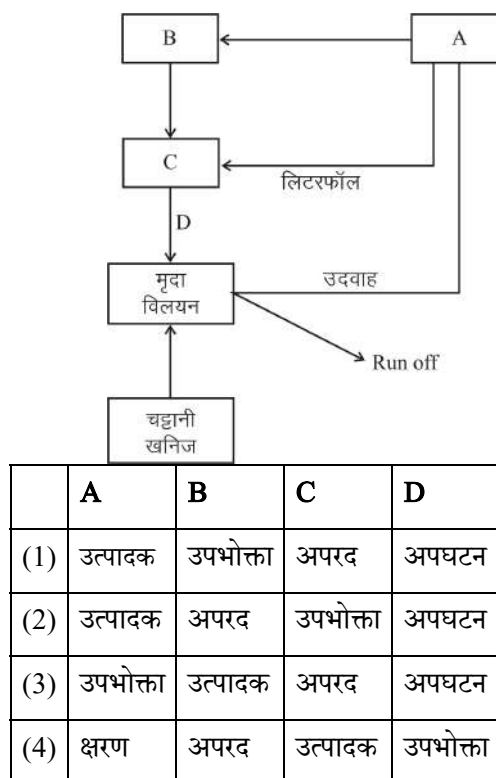 B
A
C
लिटरफॉल
D
मृदा
विलयन
उदवाह
Run off
चट्टानी
खनिज
A B C D
(1) उत्पादक उपभोक्ता अपरद अपघटन
(2) उत्पादक अपरद उपभोक्ता अपघटन
(3) उपभोक्ता उत्पादक अपरद अपघटन
(4) क्षरण अपरद उत्पादक उपभोक्ता